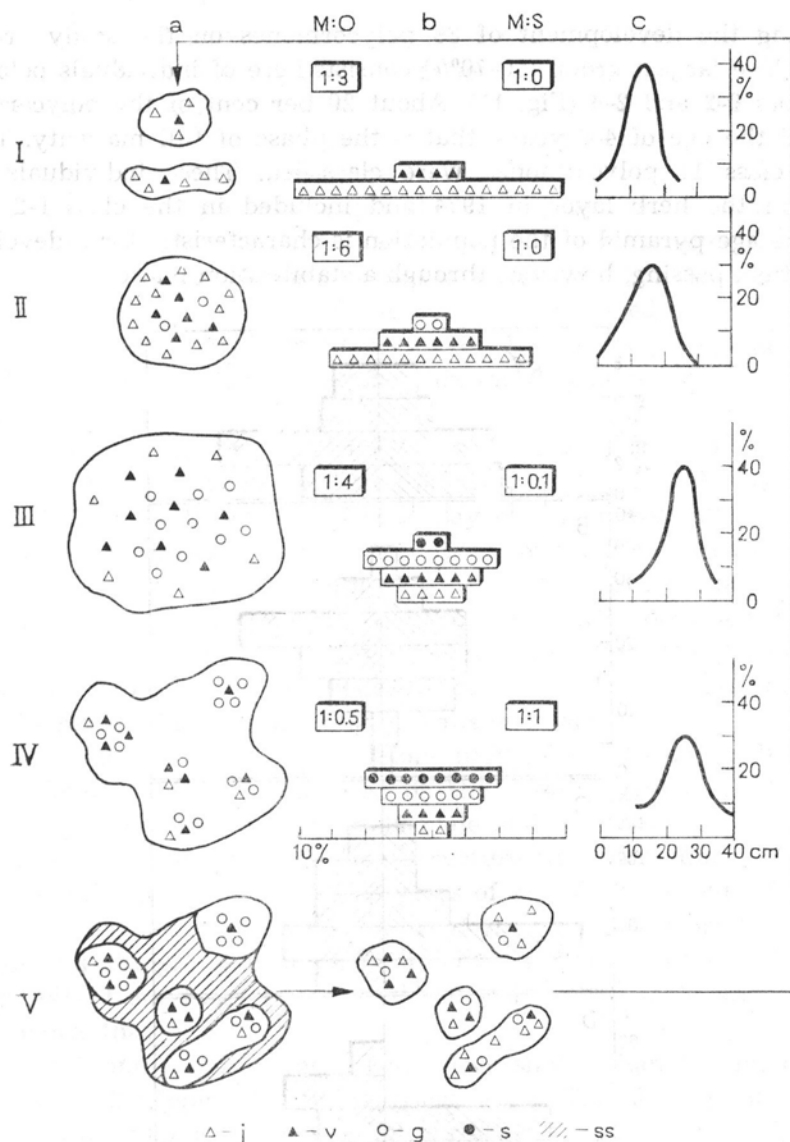 a M:O b M:S c
I 1:3 1:0 40 % 20 0
II 1:6 1:0 40 % 20 0
III 1:4 1:0.1 % 40 20 0
IV 1:0.5 1:1 % 40 20 0
10% 0 10 20 30 40 cm
V
△ - j ▲ - v ○ - g ● - s - ss